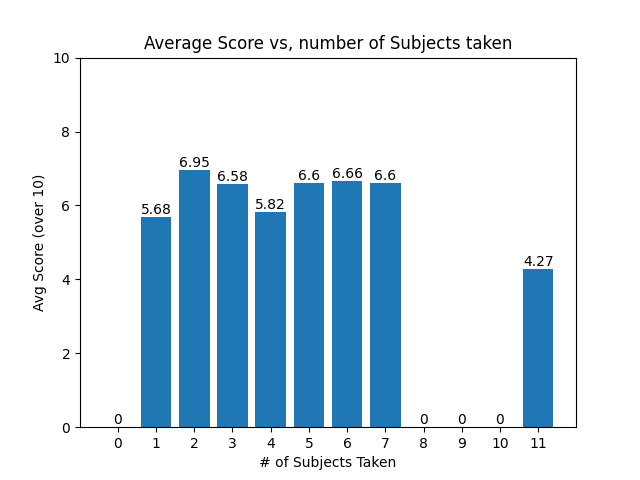 Average Score vs, number of Subjects taken
10
8
6
4
2
0
Avg Score (over 10)
0 5.68 6.95 6.58 5.82 6.6 6.66 6.6 0 0 0 4.27
0 1 2 3 4 5 6 7 8 9 10 11
# of Subjects Taken